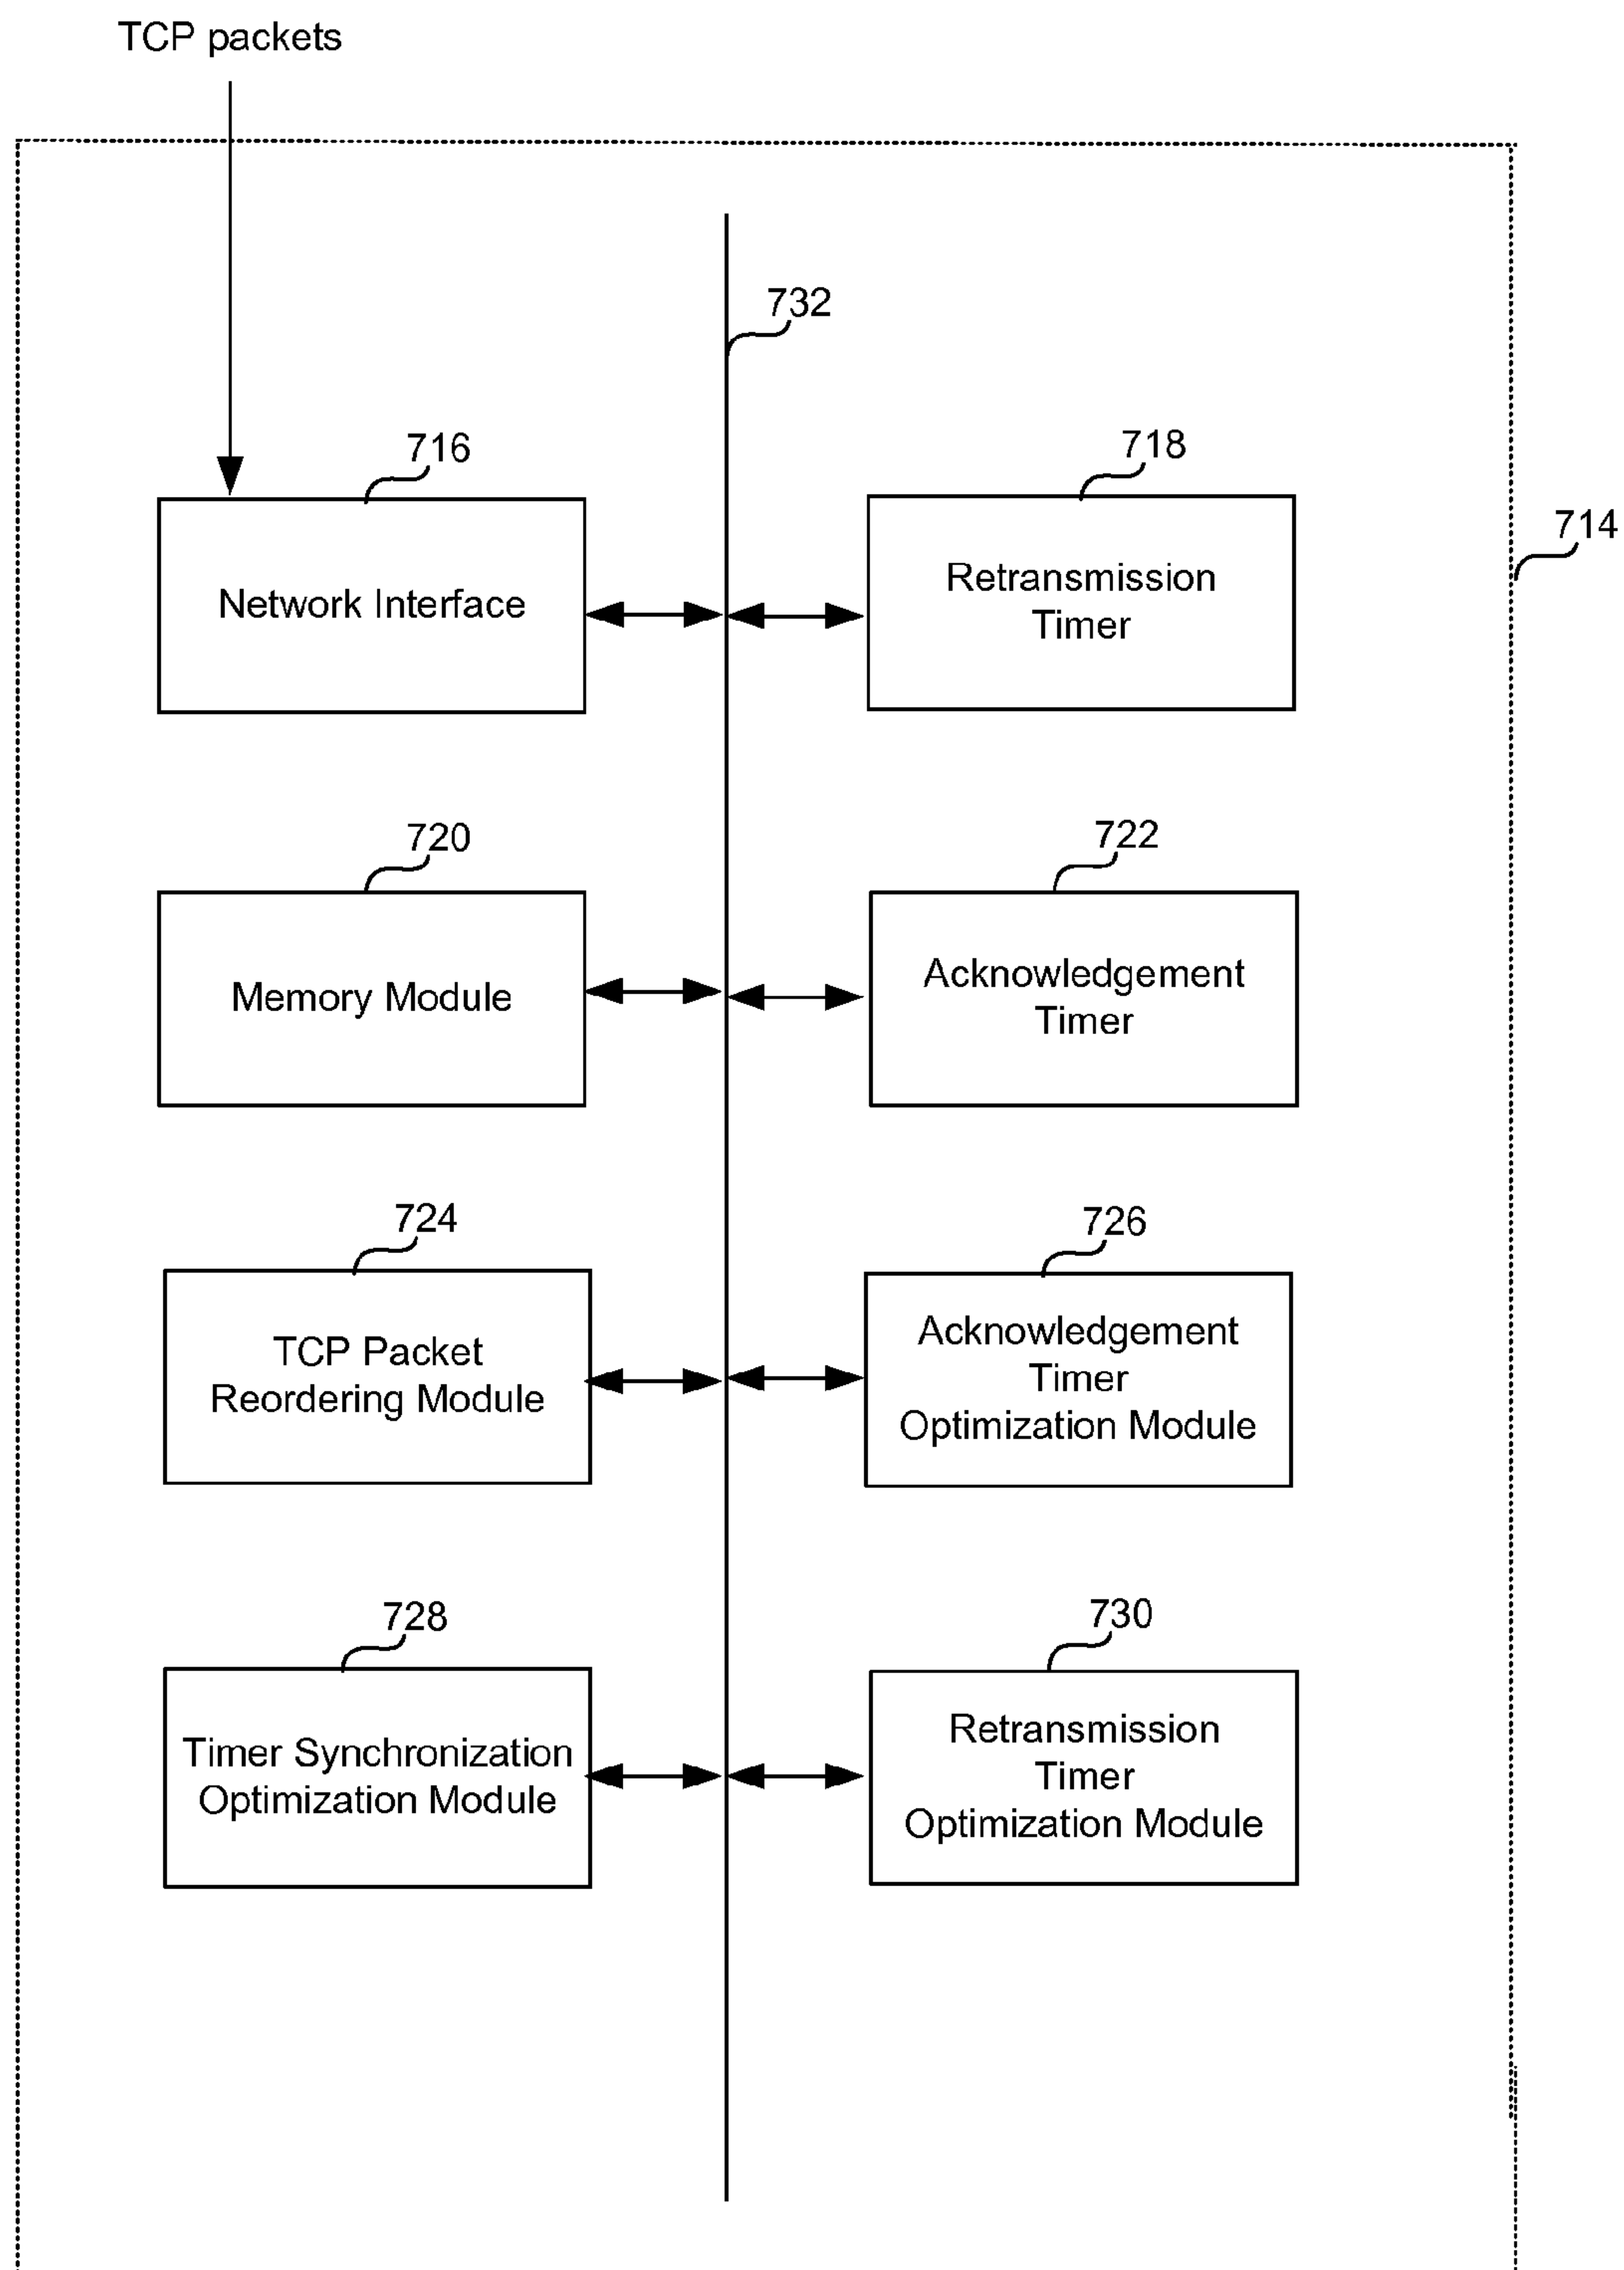 TCP packets
732
716
718
714
Network Interface
Retransmission
Timer
720
722
Memory Module
Acknowledgement
Timer
724
726
TCP Packet
Reordering Module
Acknowledgement
Timer
Optimization Module
728
730
Timer Synchronization
Optimization Module
Retransmission
Timer
Optimization Module